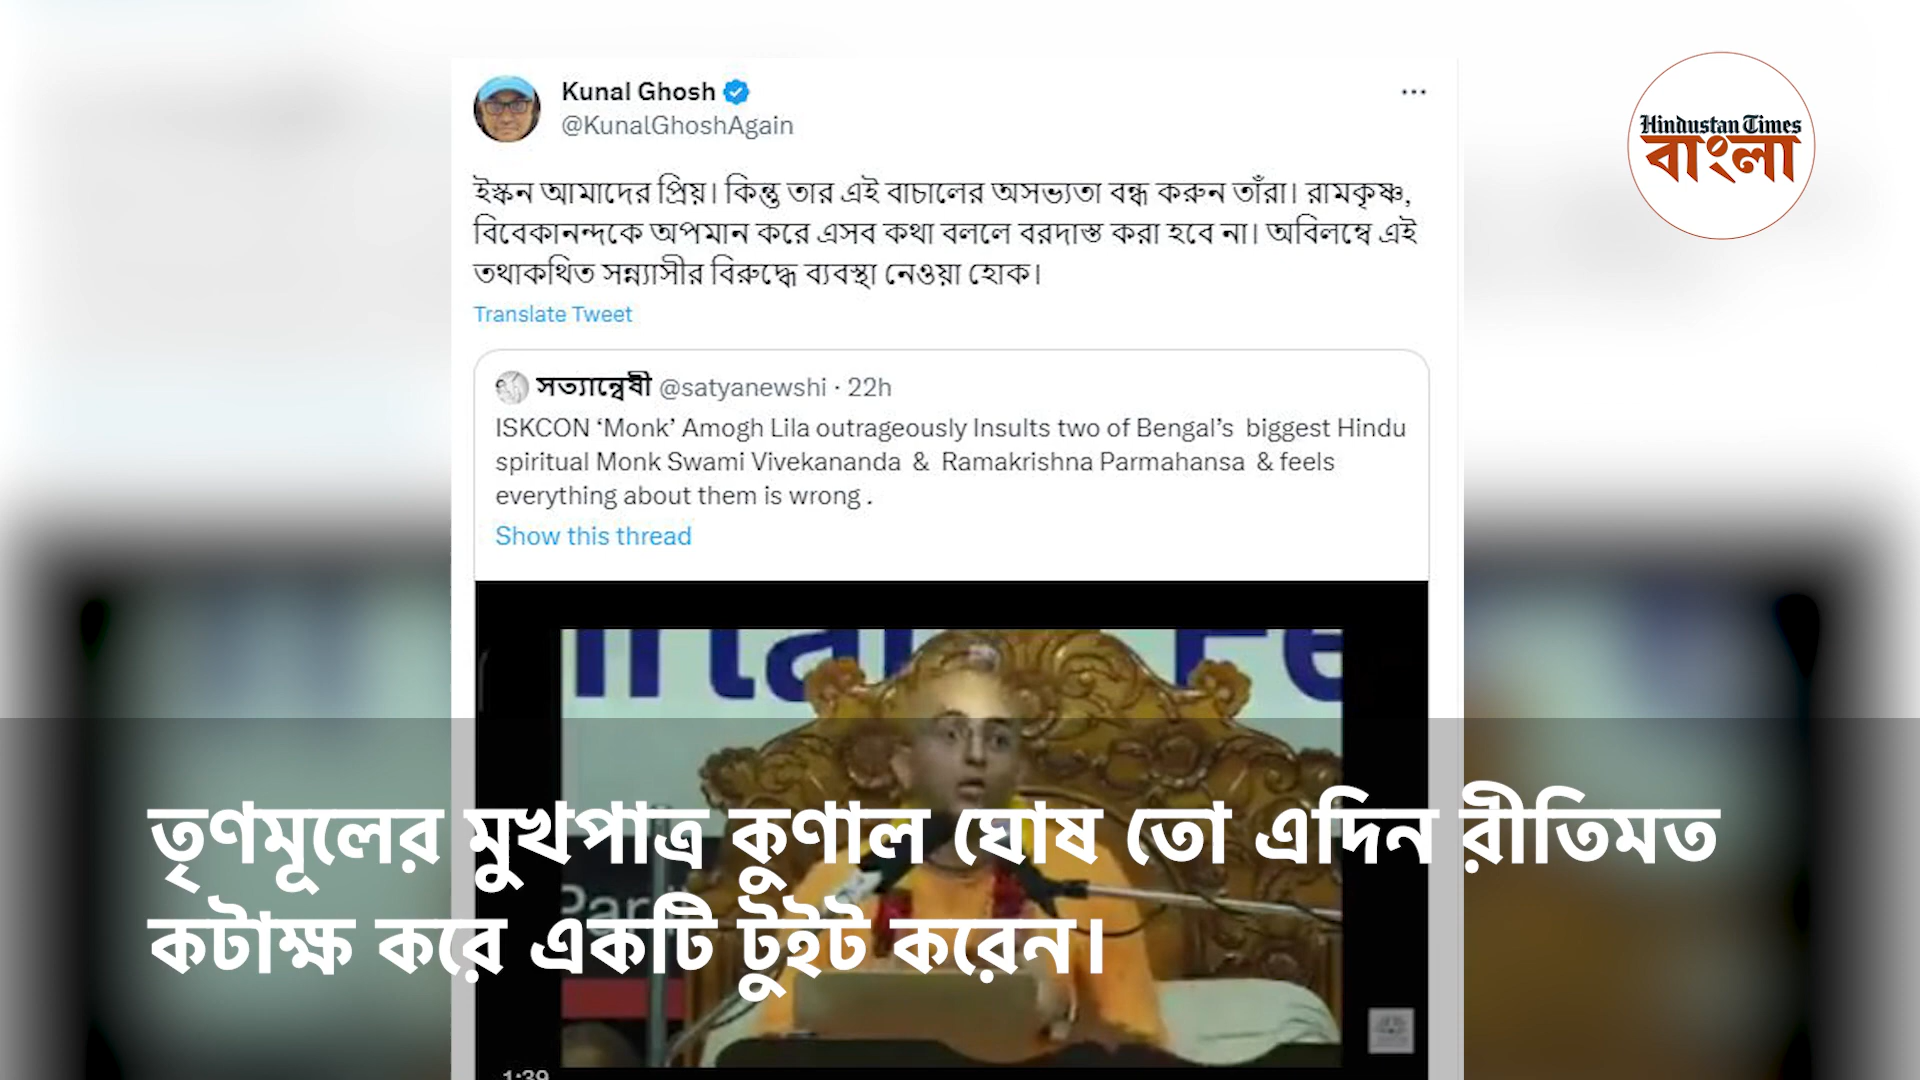 Kunal Ghosh
@KunalGhoshAgain
Hindustan Times
বাংলা
ইস্কন আমাদের প্রিয়। কিন্তু তার এই বাচালের অসভ্যতা বন্ধ করুন তাঁরা। রামকৃষ্ণ,
বিবেকানন্দকে অপমান করে এসব কথা বললে বরদাস্ত করা হবে না। অবিলম্বে এই
তথাকথিত সন্ন্যাসীর বিরুদ্ধে ব্যবস্থা নেওয়া হোক।
Translate Tweet
সত্যান্বেষী @satyanewshi · 22h
ISKCON ‘Monk’ Amogh Lila outrageously Insults two of Bengal’s biggest Hindu
spiritual Monk Swami Vivekananda & Ramakrishna Parmahansa & feels
everything about them is wrong .
Show this thread
তৃণমূলের মুখপাত্র কুণাল ঘোষ তো এদিন রীতিমত
কটাক্ষ করে একটি টুইট করেন।
1:39